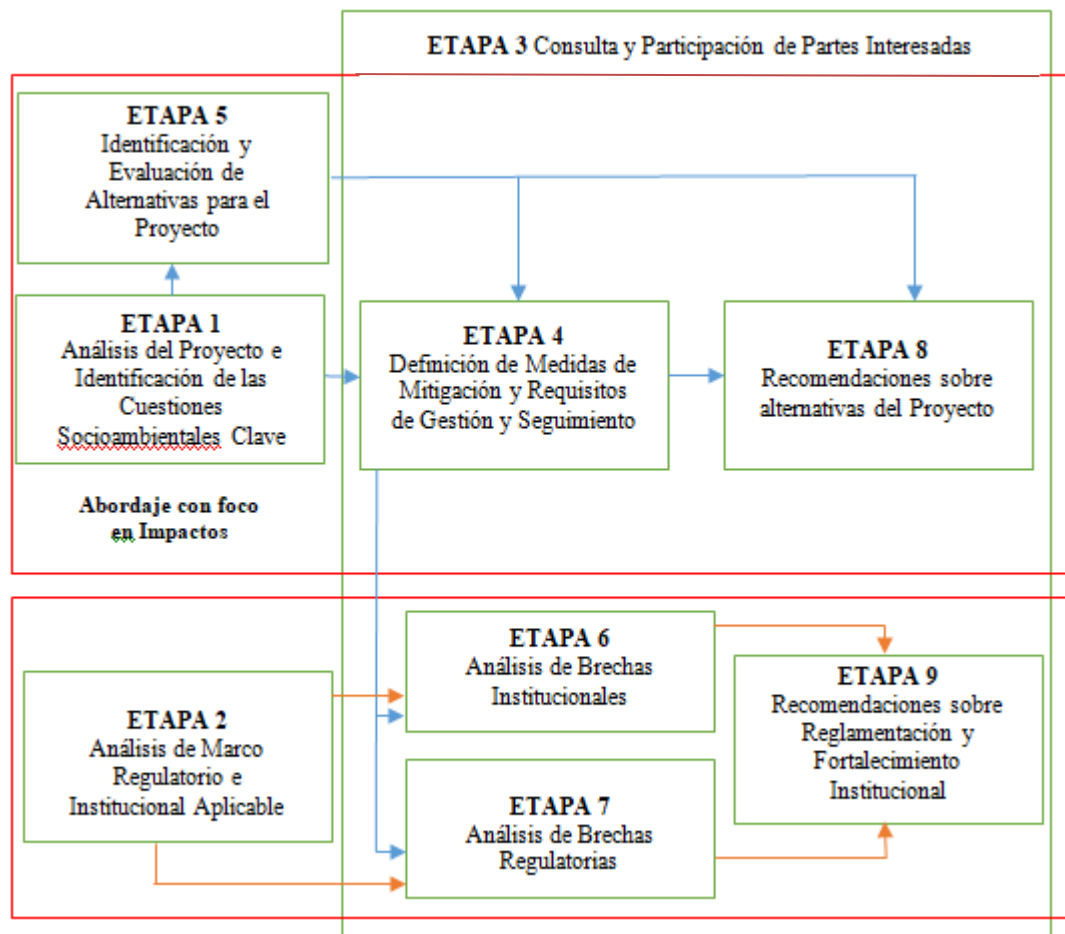 ETAPA 3 Consulta y Participación de Partes Interesadas
ETAPA 5
Identificación y
Evaluación de
Alternativas para el
Proyecto
ETAPA 1
Análisis del Proyecto e
Identificación de las
Cuestiones
Socioambientales Clave
ETAPA 4
Definición de Medidas de
Mitigación y Requisitos
de Gestión y Seguimiento
ETAPA 8
Recomendaciones sobre
alternativas del Proyecto
Abordaje con foco
en Impactos
ETAPA 2
Análisis de Marco
Regulatorio e
Institucional Aplicable
ETAPA 6
Análisis de Brechas
Institucionales
ETAPA 7
Análisis de Brechas
Regulatorias
ETAPA 9
Recomendaciones sobre
Reglamentación y
Fortalecimiento
Institucional